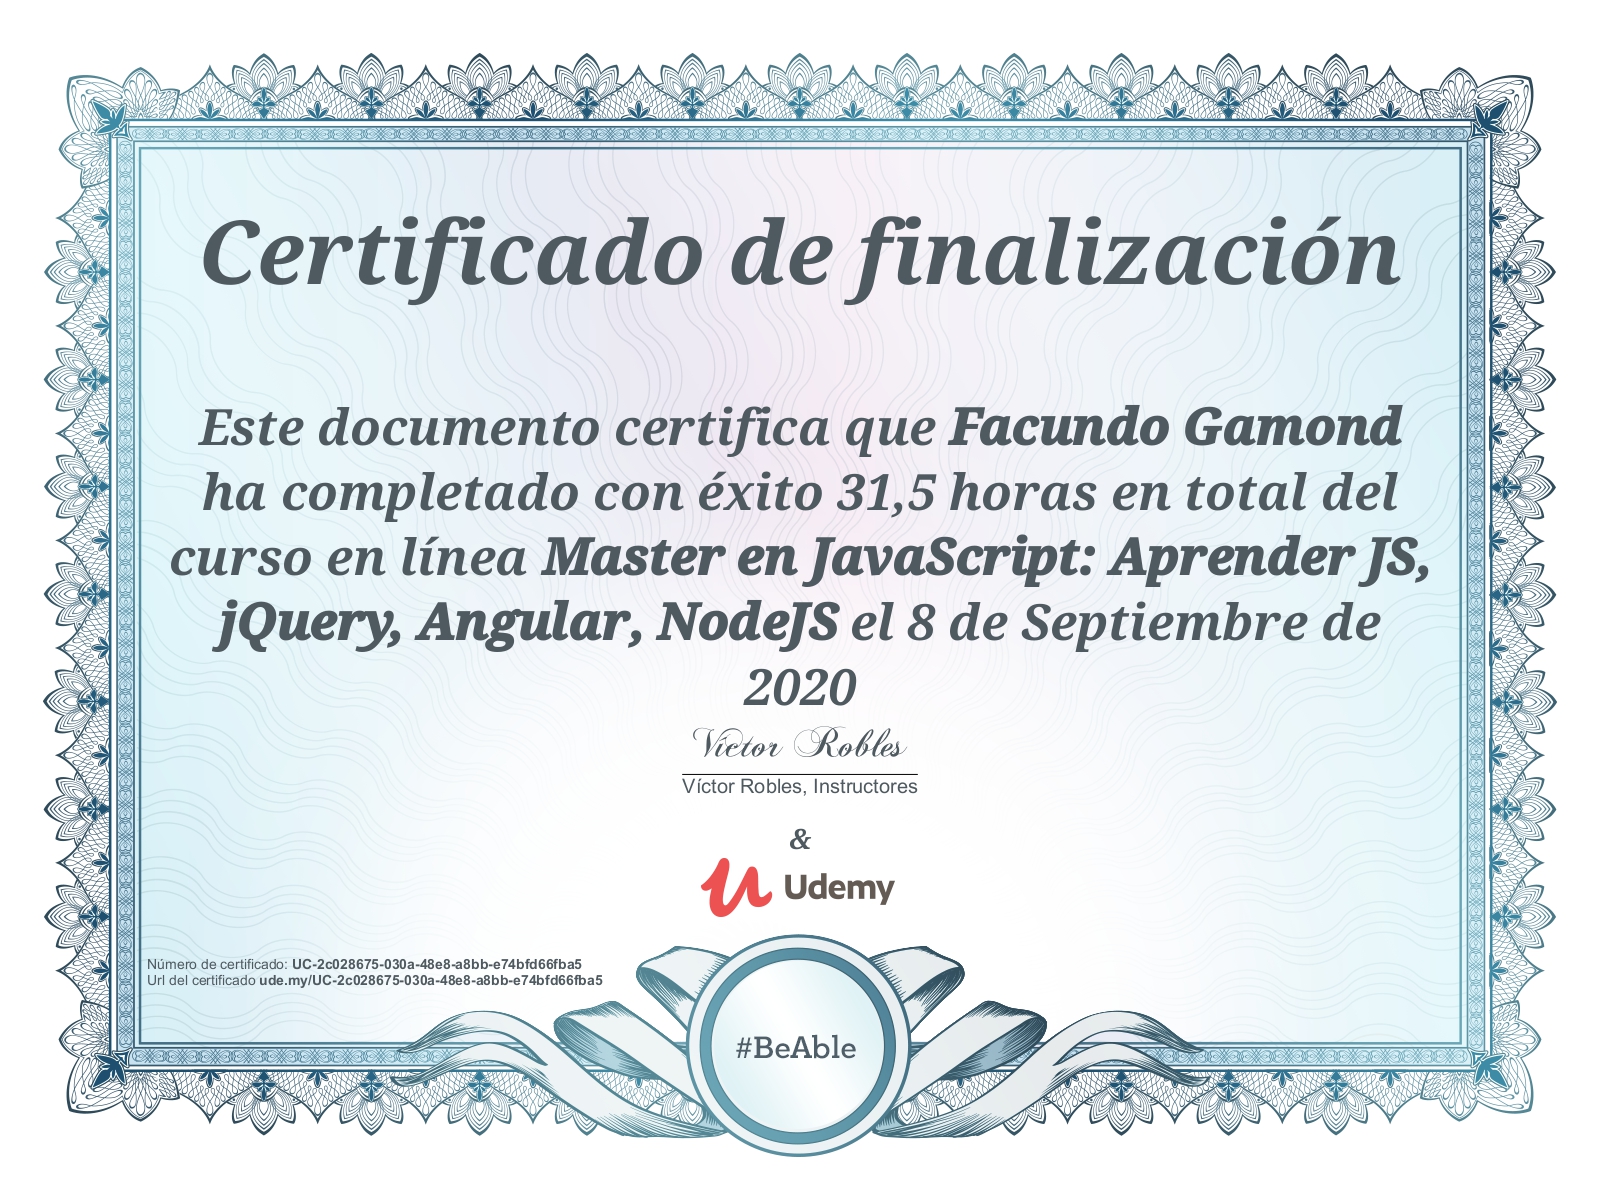 Certificado de finalización
Este documento certifica que Facundo Gamond
ha completado con éxito 31,5 horas en total del
curso en línea Master en JavaScript: Aprender JS,
jQuery, Angular, NodeJS el 8 de Septiembre de
2020
Víctor Robles
Víctor Robles, Instructores
&
Udemy
Número de certificado: UC-2c028675-030a-48e8-a8bb-e74bfd66fba5
Url del certificado ude.my/UC-2c028675-030a-48e8-a8bb-e74bfd66fba5
#BeAble